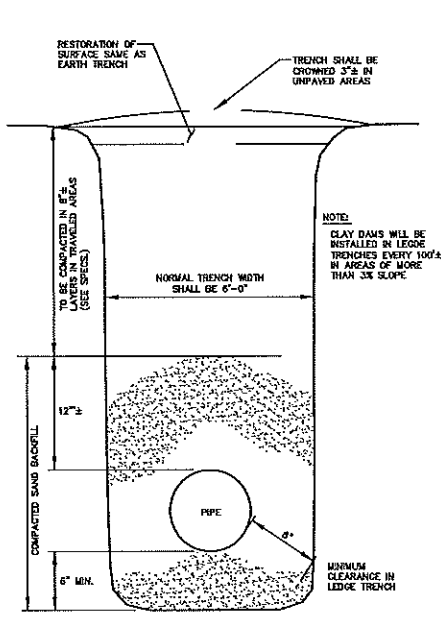 RESTORATION OF
SURFACE SAME AS
EARTH TRENCH
TRENCH SHALL BE
CROWNED 3"± IN
UNPAVED AREAS
TO BE COMPACTED IN 8"±
LAYERS IN TRAVELED AREAS
(SEE SPECS.)
NOTE:
CLAY DAMS WILL BE
INSTALLED IN LEGDE
TRENCHES EVERY 100'±
IN AREAS OF MORE
THAN 3% SLOPE
NORMAL TRENCH WIDTH
SHALL BE 6'-0"
COMPACTED SAND BACKFILL
12"±
PIPE
6" MIN.
MINIMUM
CLEARANCE IN
LEDGE TRENCH